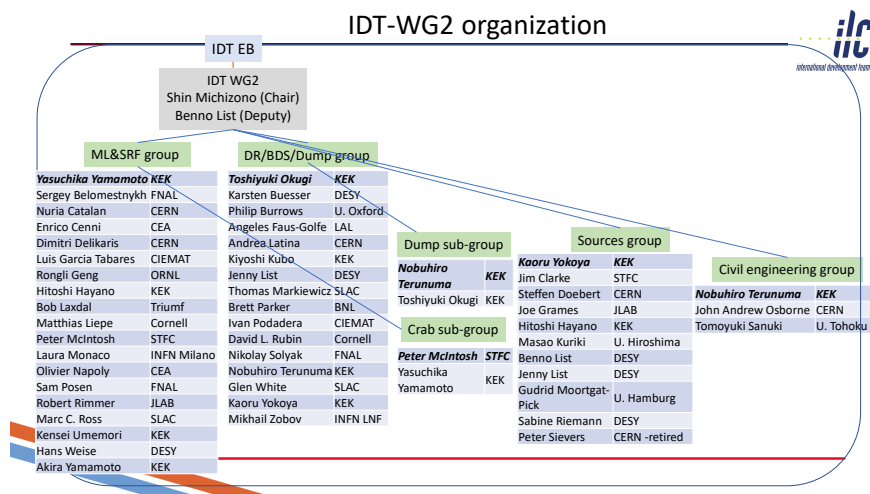 IDT-WG2 organization
ilc
international development team
IDT EB
IDT WG2
Shin Michizono (Chair)
Benno List (Deputy)
ML&SRF group
Yasuchika Yamamoto KEK
Sergey Belomestnykh FNAL
Nuria Catalan CERN
Enrico Cenni CEA
Dimitri Delikaris CERN
Luis Garcia Tabares CIEMAT
Rongli Geng ORNL
Hitoshi Hayano KEK
Bob Laxdal Triumf
Matthias Liepe Cornell
Peter McIntosh STFC
Laura Monaco INFN Milano
Olivier Napoly CEA
Sam Posen FNAL
Robert Rimmer JLAB
Marc C. Ross SLAC
Kensei Umemori KEK
Hans Weise DESY
Akira Yamamoto KEK
DR/BDS/Dump group
Toshiyuki Okugi KEK
Karsten Buesser DESY
Philip Burrows U. Oxford
Angeles Faus-Golfe LAL
Andrea Latina CERN
Kiyoshi Kubo KEK
Jenny List DESY
Thomas Markiewicz SLAC
Brett Parker BNL
Ivan Podadera CIEMAT
David L. Rubin Cornell
Nikolay Solyak FNAL
Nobuhiro Terunuma KEK
Glen White SLAC
Kaoru Yokoya KEK
Mikhail Zobov INFN LNF
Dump sub-group
Nobuhiro
Terunuma KEK
Toshiyuki Okugi KEK
Crab sub-group
Peter McIntosh STFC
Yasuchika
Yamamoto KEK
Sources group
Kaoru Yokoya KEK
Jim Clarke STFC
Steffen Doebert CERN
Joe Grames JLAB
Hitoshi Hayano KEK
Masao Kuriki U. Hiroshima
Benno List DESY
Jenny List DESY
Gudrid Moortgat-
Pick U. Hamburg
Sabine Riemann DESY
Peter Sievers CERN -retired
Civil engineering group
Nobuhiro Terunuma KEK
John Andrew Osborne CERN
Tomoyuki Sanuki U. Tohoku